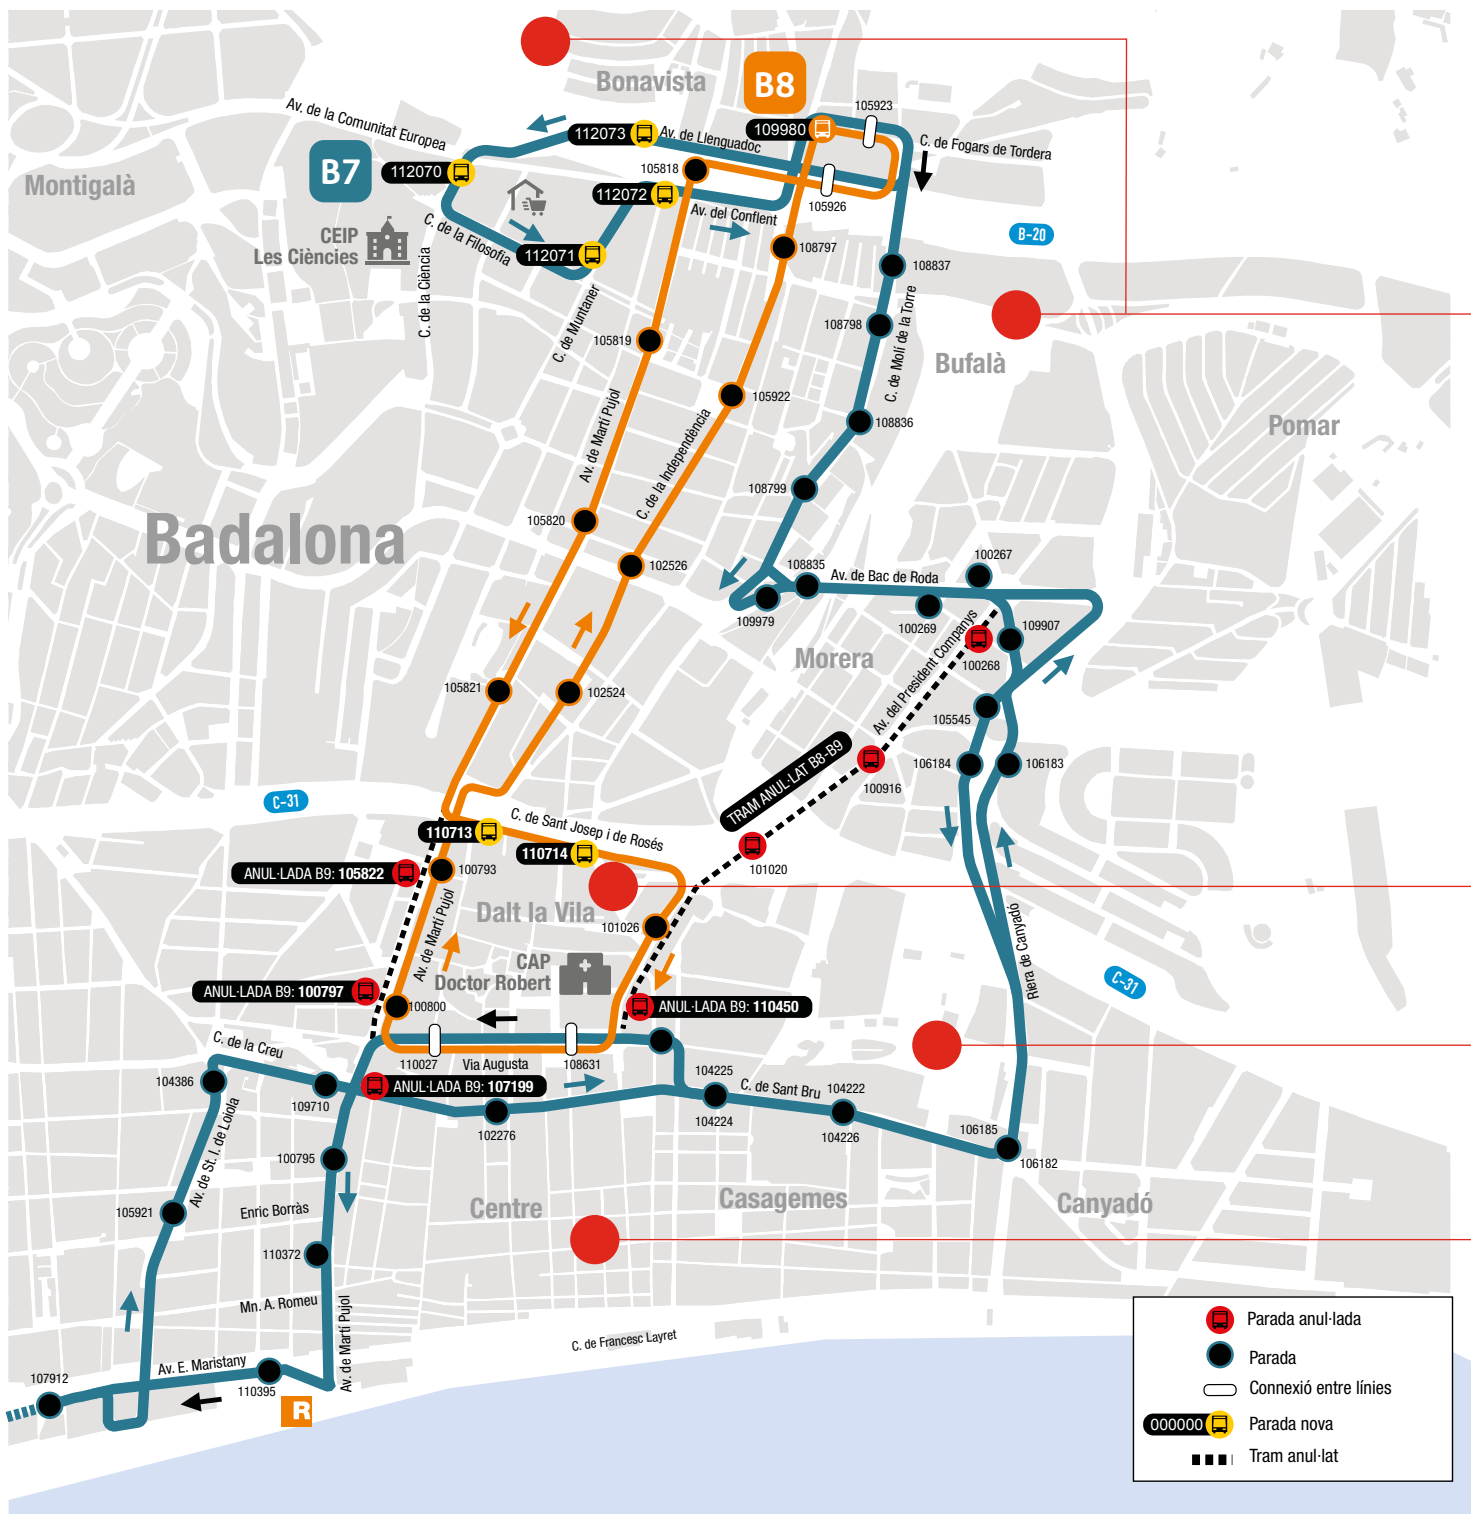 Bonavista
B8
105923
Av. de la Comunitat Europea
112073
Av. de Llenguadoc
109980
C. de Fogars de Tordera
B7
112070
105818
Montigalà
112072
105926
Av. del Conflent
CEIP
Les Ciències
C. de la Filosofia
112071
108797
B-20
108837
C. de la Ciència
C. de Muntaner
105819
108798
C. de Molí de la Torre
Bufalà
105922
Av. de Martí Pujol
C. de la Independència
108836
Pomar
108799
105820
Badalona
102526
108835
Av. de Bac de Roda
100267
109979
100269
109907
Morera
100268
Av. del President Companys
105821
102524
105545
106184
106183
TRAM ANUL·LAT B8-B9
100916
C-31
C. de Sant Josep i de Rosés
110713
110714
101020
ANUL·LADA B9: 105822
100793
Av. de Martí Pujol
Dalt la Vila
101026
Riera de Canyadó
CAP
Doctor Robert
C-31
ANUL·LADA B9: 100797
100800
ANUL·LADA B9: 110450
C. de la Creu
110027
Via Augusta
108631
104386
ANUL·LADA B9: 107199
109710
104225
C. de Sant Bru
104222
102276
104224
104226
106185
106182
Av. de St. I. de Loiola
100795
105921
Enric Borràs
Centre
Casagemes
Canyadó
110372
Mn. A. Romeu
Av. de Martí Pujol
C. de Francesc Layret
Av. E. Maristany
107912
110395
R
Parada anul·lada
Parada
Connexió entre línies
000000
Parada nova
Tram anul·lat